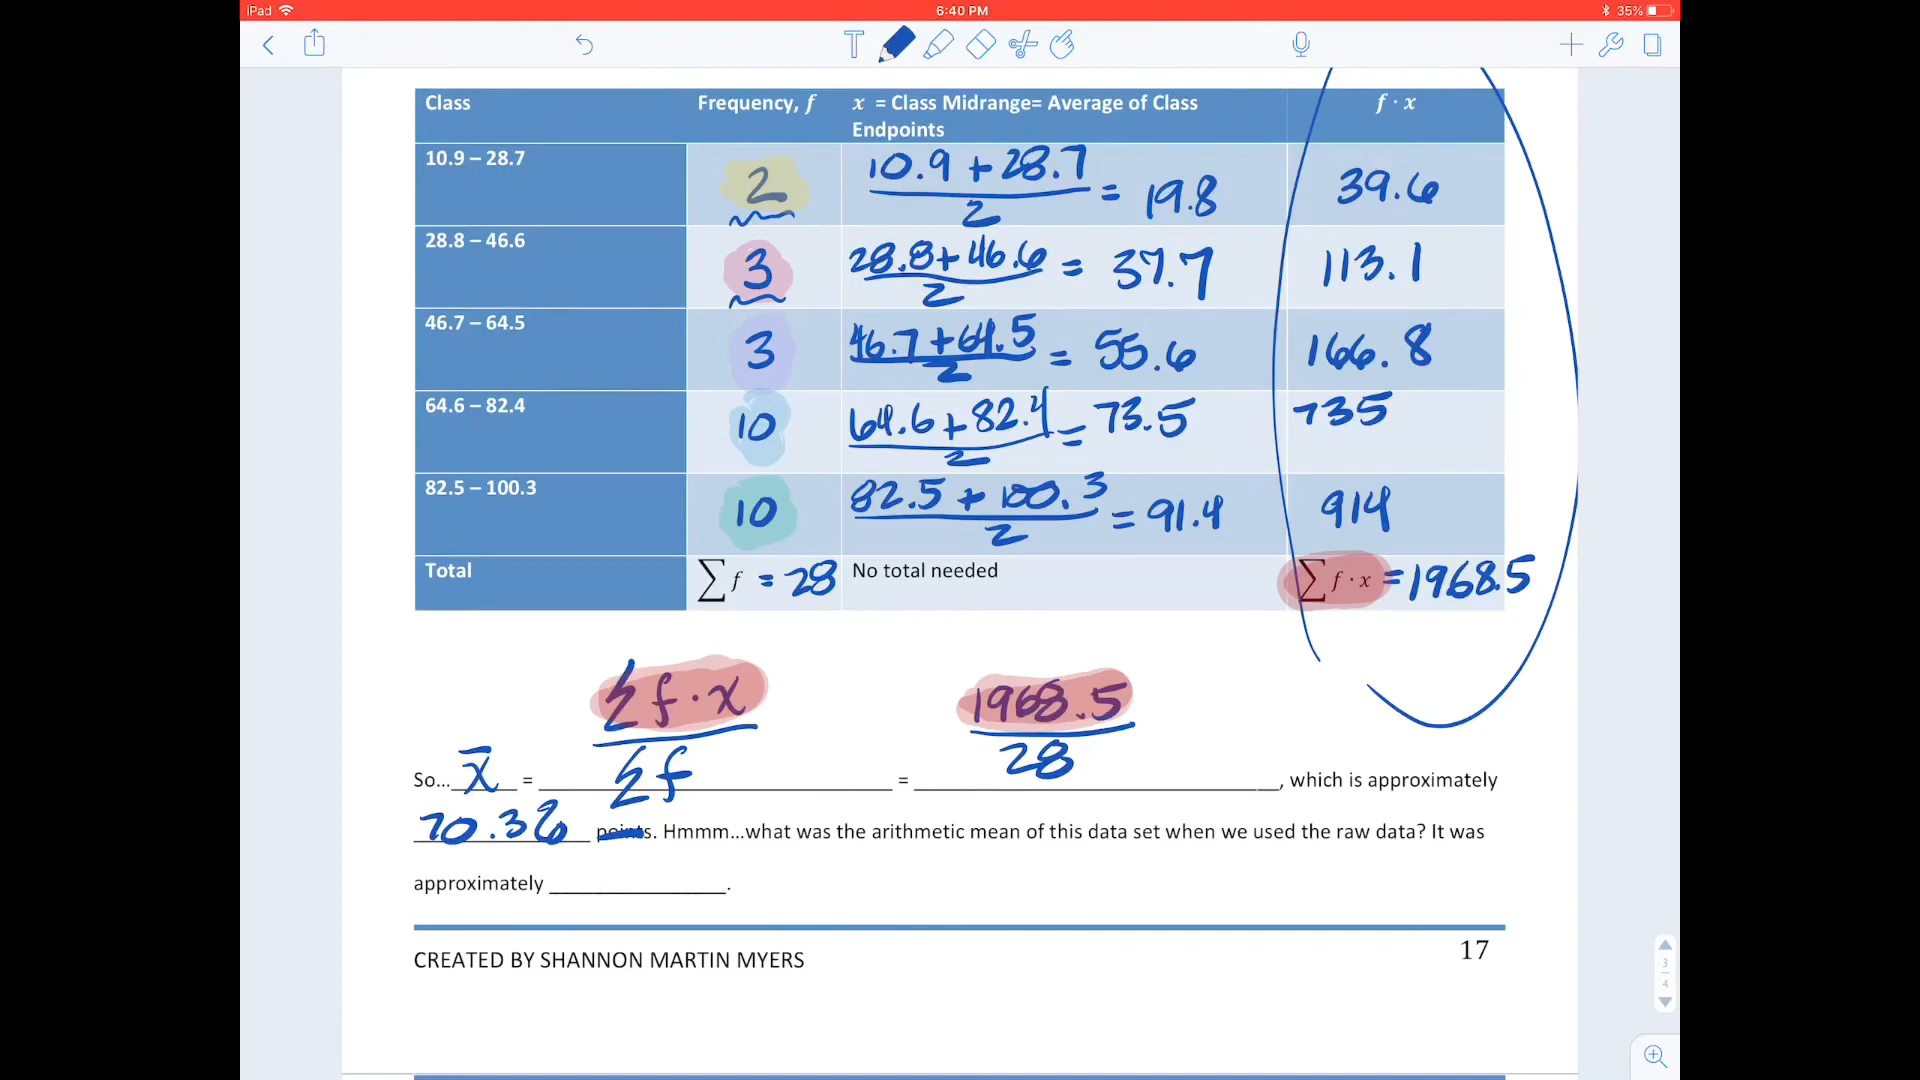 iPad 6:40 PM 35%
Class Frequency, f x = Class Midrange= Average of Class Endpoints f · x
10.9 – 28.7 2 10.9 + 28.7 / 2 = 19.8 39.6
28.8 – 46.6 3 28.8 + 46.6 / 2 = 37.7 113.1
46.7 – 64.5 3 46.7 + 64.5 / 2 = 55.6 166.8
64.6 – 82.4 10 64.6 + 82.4 / 2 = 73.5 735
82.5 – 100.3 10 82.5 + 100.3 / 2 = 91.4 914
Total ∑ f = 28 No total needed ∑ f · x = 1968.5
So... x̄ = ∑ f · x / ∑ f = 1968.5 / 28, which is approximately
70.36 points. Hmmm...what was the arithmetic mean of this data set when we used the raw data? It was
approximately ________________.
CREATED BY SHANNON MARTIN MYERS 17
3
4